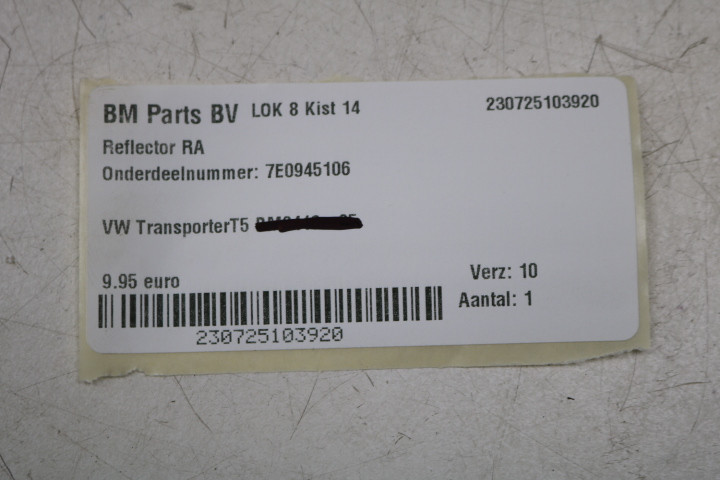 BM Parts BV LOK 8 Kist 14 230725103920
Reflector RA
Onderdeelnummer: 7E0945106
VW TransporterT5
9.95 euro
Verz: 10
Aantal: 1
230725103920